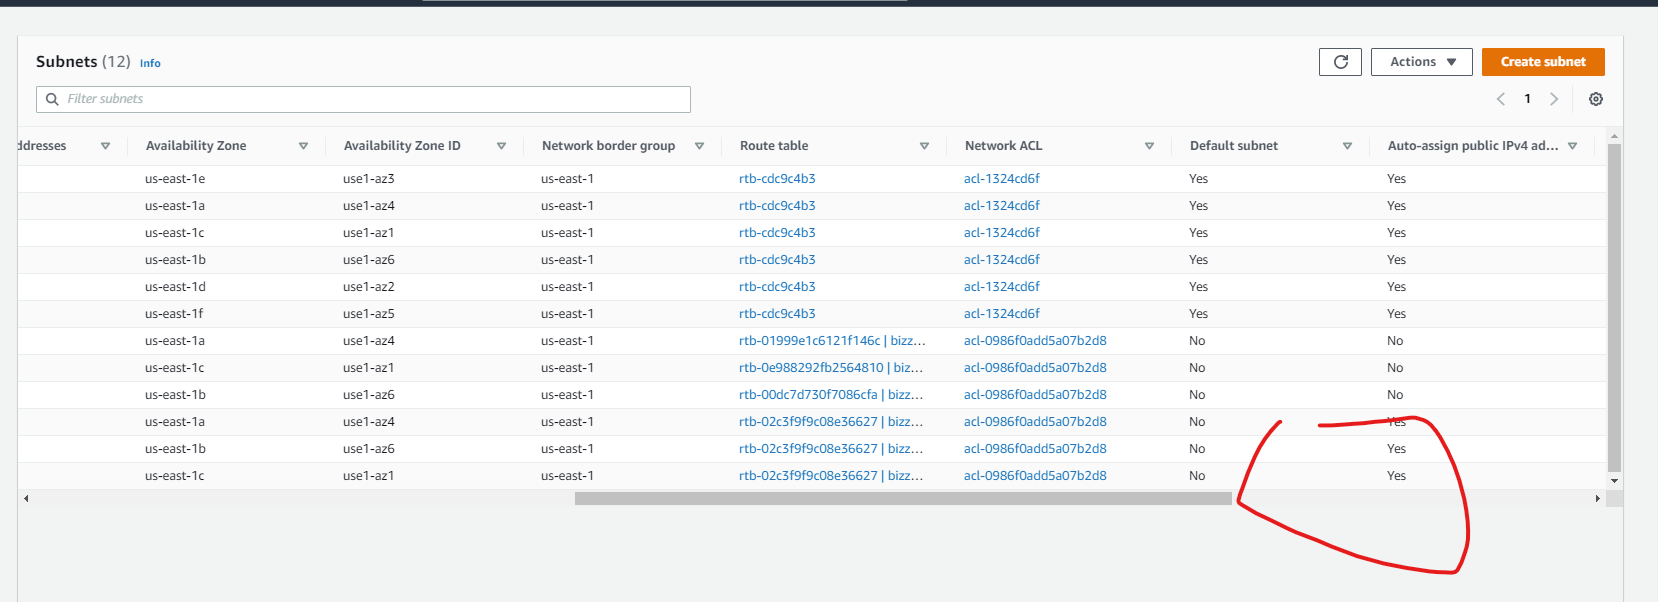 Subnets (12) Info
Actions Create subnet
Filter subnets
1
ddresses Availability Zone Availability Zone ID Network border group Route table Network ACL Default subnet Auto-assign public IPv4 ad...
us-east-1e use1-az3 us-east-1 rtb-cdc9c4b3 acl-1324cd6f Yes Yes
us-east-1a use1-az4 us-east-1 rtb-cdc9c4b3 acl-1324cd6f Yes Yes
us-east-1c use1-az1 us-east-1 rtb-cdc9c4b3 acl-1324cd6f Yes Yes
us-east-1b use1-az6 us-east-1 rtb-cdc9c4b3 acl-1324cd6f Yes Yes
us-east-1d use1-az2 us-east-1 rtb-cdc9c4b3 acl-1324cd6f Yes Yes
us-east-1f use1-az5 us-east-1 rtb-cdc9c4b3 acl-1324cd6f Yes Yes
us-east-1a use1-az4 us-east-1 rtb-01999e1c6121f146c | bizz... acl-0986f0add5a07b2d8 No No
us-east-1c use1-az1 us-east-1 rtb-0e988292fb2564810 | biz... acl-0986f0add5a07b2d8 No No
us-east-1b use1-az6 us-east-1 rtb-00dc7d730f7086cfa | bizz... acl-0986f0add5a07b2d8 No No
us-east-1a use1-az4 us-east-1 rtb-02c3f9f9c08e36627 | bizz... acl-0986f0add5a07b2d8 No Yes
us-east-1b use1-az6 us-east-1 rtb-02c3f9f9c08e36627 | bizz... acl-0986f0add5a07b2d8 No Yes
us-east-1c use1-az1 us-east-1 rtb-02c3f9f9c08e36627 | bizz... acl-0986f0add5a07b2d8 No Yes